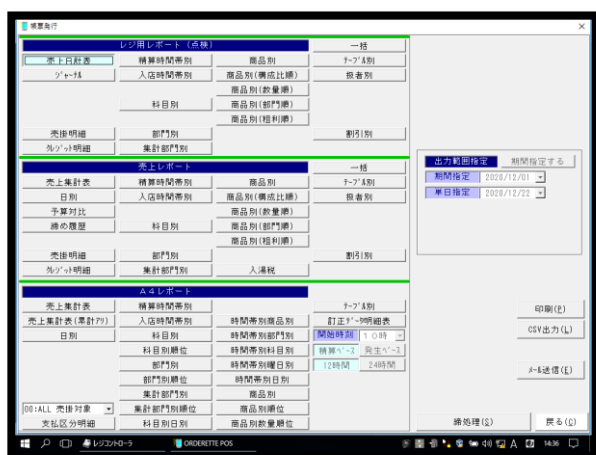 帳票発行
レジ用レポート (点検) 一括
売上日計表 精算時間帯別 商品別 テーブル別
ジャーナル 入店時間帯別 商品別(構成比順) 扱者別
商品別(数量順)
科目別 商品別(部門順)
商品別(粗利順)
売掛明細 部門別 割引別
クレジット明細 集計部門別
売上レポート 一括
売上集計表 精算時間帯別 商品別 テーブル別
日別 入店時間帯別 商品別(構成比順) 扱者別
予算対比 商品別(数量順)
締め履歴 科目別 商品別(部門順)
商品別(粗利順)
売掛明細 部門別 割引別
クレジット明細 集計部門別 入湯税
A4レポート
売上集計表 精算時間帯別 テーブル別
売上集計表(累計アリ) 入店時間帯別 時間帯別商品別 訂正データ明細表
日別 科目別 時間帯別部門別 開始時刻 10時
科目別順位 時間帯別科目別 精算ベース 発生ベース
部門別 時間帯別曜日別 12時間 24時間
部門別順位 時間帯別日別
集計部門別 商品別
00:ALL 売掛対象 集計部門別順位 商品別順位
支払区分明細 科目別日別 商品別数量順位
出力範囲指定 期間指定する
期間指定 2020/12/01
単日指定 2020/12/22
印刷(P)
CSV出力(L)
メール送信(E)
締処理(S) 戻る(C)
レジコントローラ ORDERETTE POS A 14:36